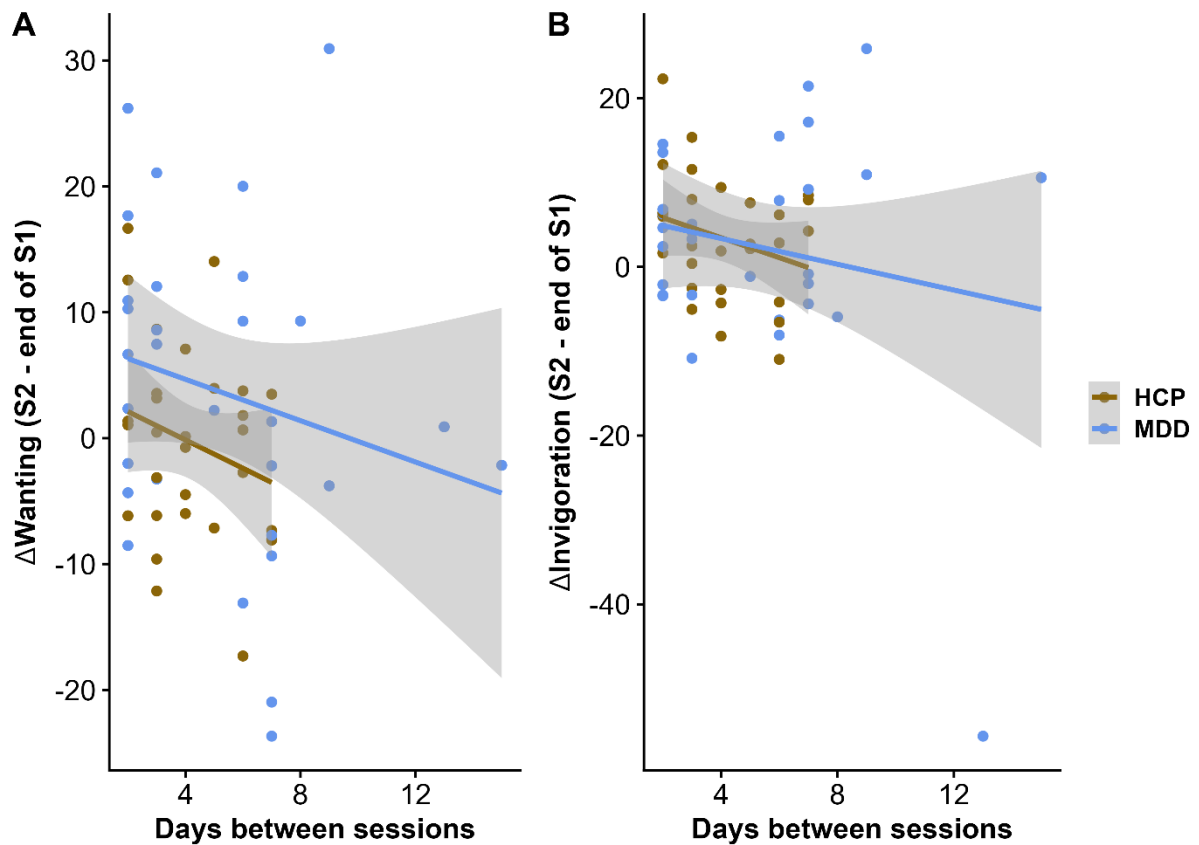 A
B
ΔWanting (S2 - end of S1)
30
20
10
0
-10
-20
4
8
12
Days between sessions
ΔInvigoration (S2 - end of S1)
20
0
-20
-40
4
8
12
Days between sessions
HCP
MDD